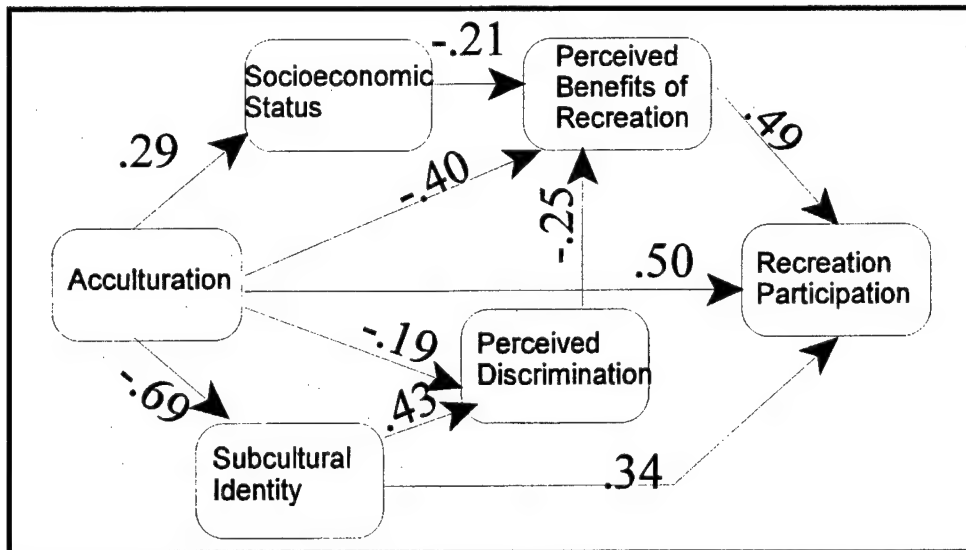 -.21
Socioeconomic
Status
Perceived
Benefits of
Recreation
.29
-.40
.49
-.25
Acculturation
.50
Recreation
Participation
-.19
Perceived
Discrimination
-.69
.43
Subcultural
Identity
.34